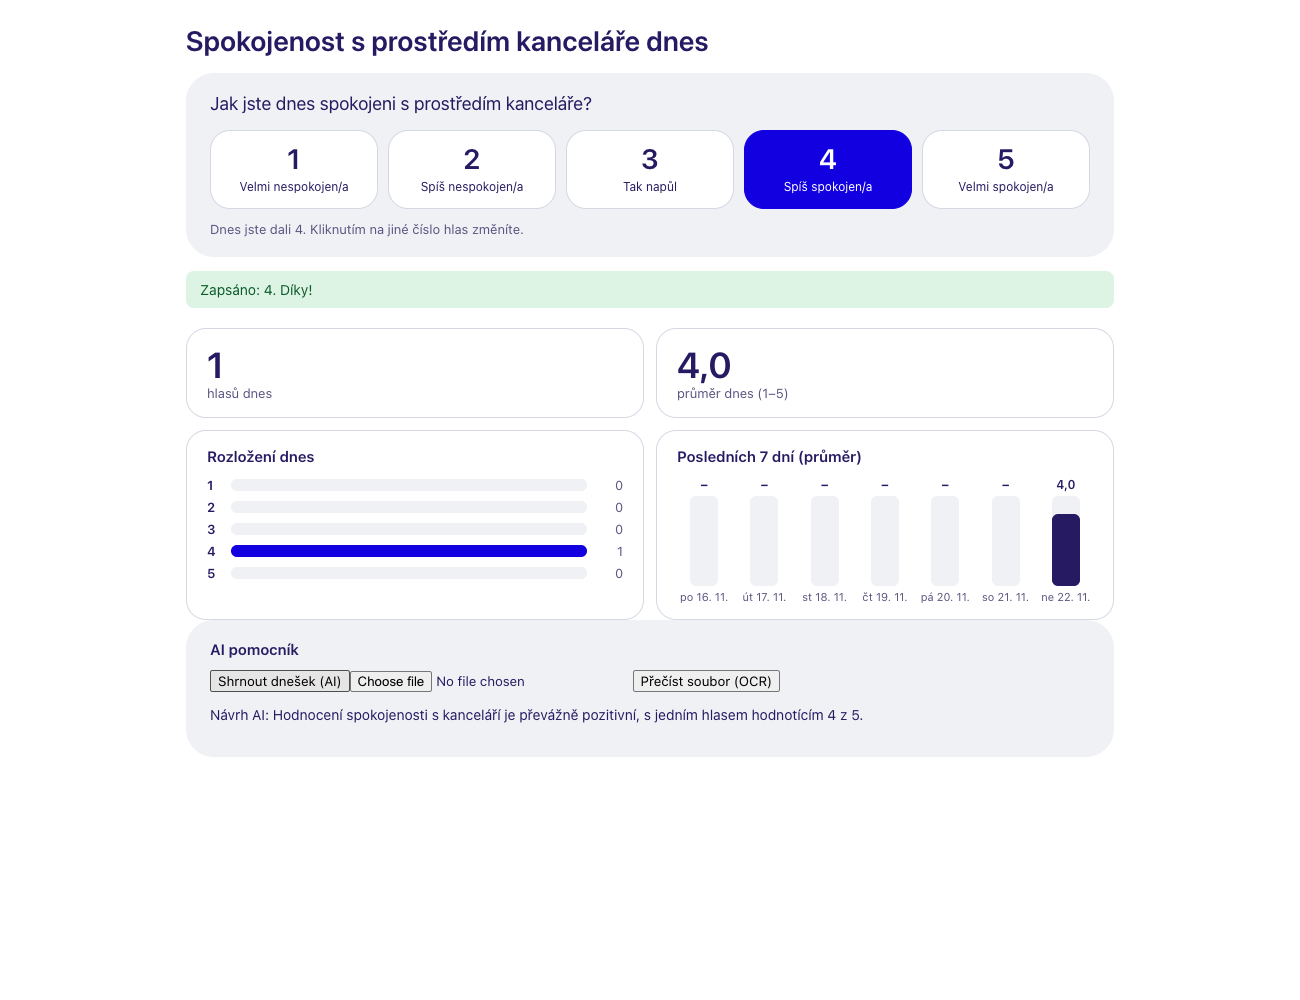 Spokojenost s prostředím kanceláře dnes
Jak jste dnes spokojeni s prostředím kanceláře?
1 2 3 4 5
Velmi nespokojen/a Spíš nespokojen/a Tak napůl Spíš spokojen/a Velmi spokojen/a
Dnes jste dali 4. Kliknutím na jiné číslo hlas změníte.
Zapsáno: 4. Díky!
1
hlasů dnes
4,0
průměr dnes (1–5)
Rozložení dnes
1 0
2 0
3 0
4 1
5 0
Posledních 7 dní (průměr)
– – – – – – 4,0
po 16. 11. út 17. 11. st 18. 11. čt 19. 11. pá 20. 11. so 21. 11. ne 22. 11.
AI pomocník
Shrnout dnešek (AI) Choose file No file chosen Přečíst soubor (OCR)
Návrh AI: Hodnocení spokojenosti s kanceláří je převážně pozitivní, s jedním hlasem hodnotícím 4 z 5.